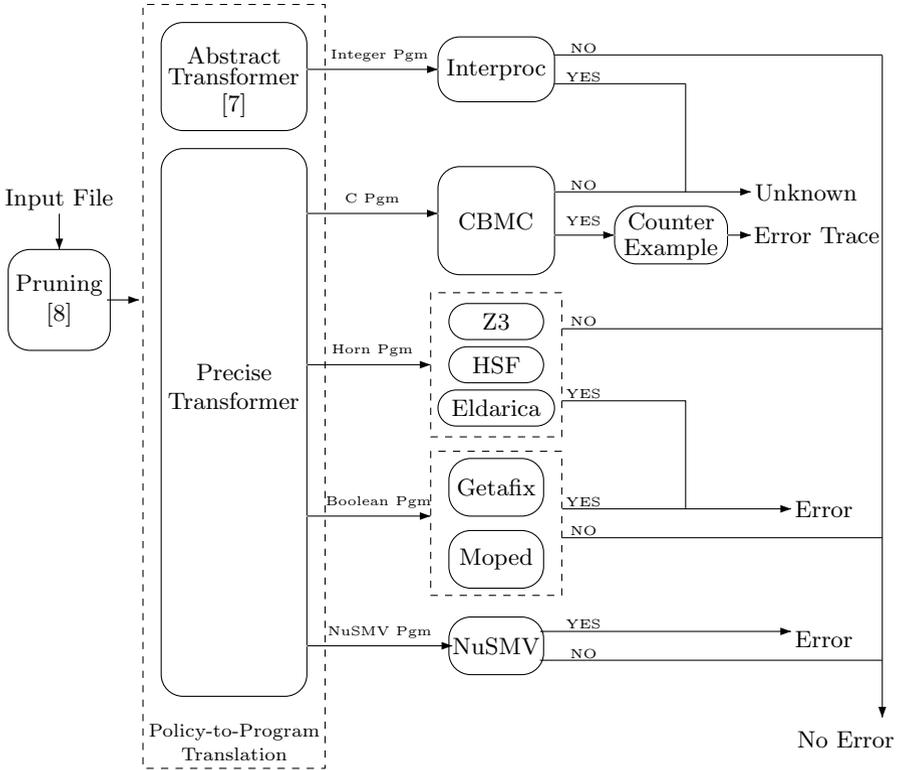 Input File
Pruning
[8]
Abstract
Transformer
[7]
Precise
Transformer
Policy-to-Program
Translation
Integer Pgm
Interproc
NO
YES
C Pgm
CBMC
NO
Unknown
YES
Counter
Example
Error Trace
Horn Pgm
Z3
HSF
Eldarica
NO
YES
Boolean Pgm
Getafix
Moped
YES
Error
NO
NuSMV Pgm
NuSMV
YES
Error
NO
No Error